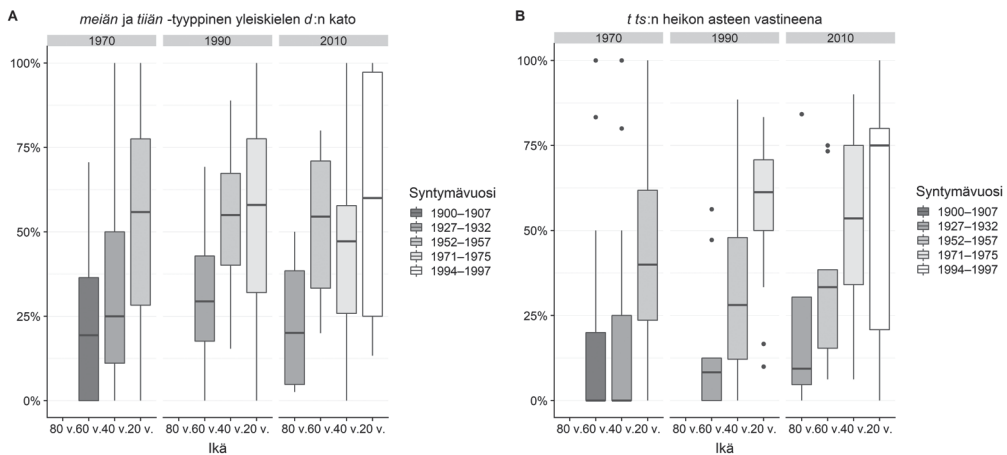 A
meiän ja tiiän -tyyppinen yleiskielen d:n kato
1970
1990
2010
100%
75%
50%
25%
0%
80 v.60 v.40 v.20 v.
80 v.60 v.40 v.20 v.
80 v.60 v.40 v.20 v.
Ikä
Syntymävuosi
1900–1907
1927–1932
1952–1957
1971–1975
1994–1997
B
t ts:n heikon asteen vastineena
1970
1990
2010
100%
75%
50%
25%
0%
80 v.60 v.40 v.20 v.
80 v.60 v.40 v.20 v.
80 v.60 v.40 v.20 v.
Ikä
Syntymävuosi
1900–1907
1927–1932
1952–1957
1971–1975
1994–1997